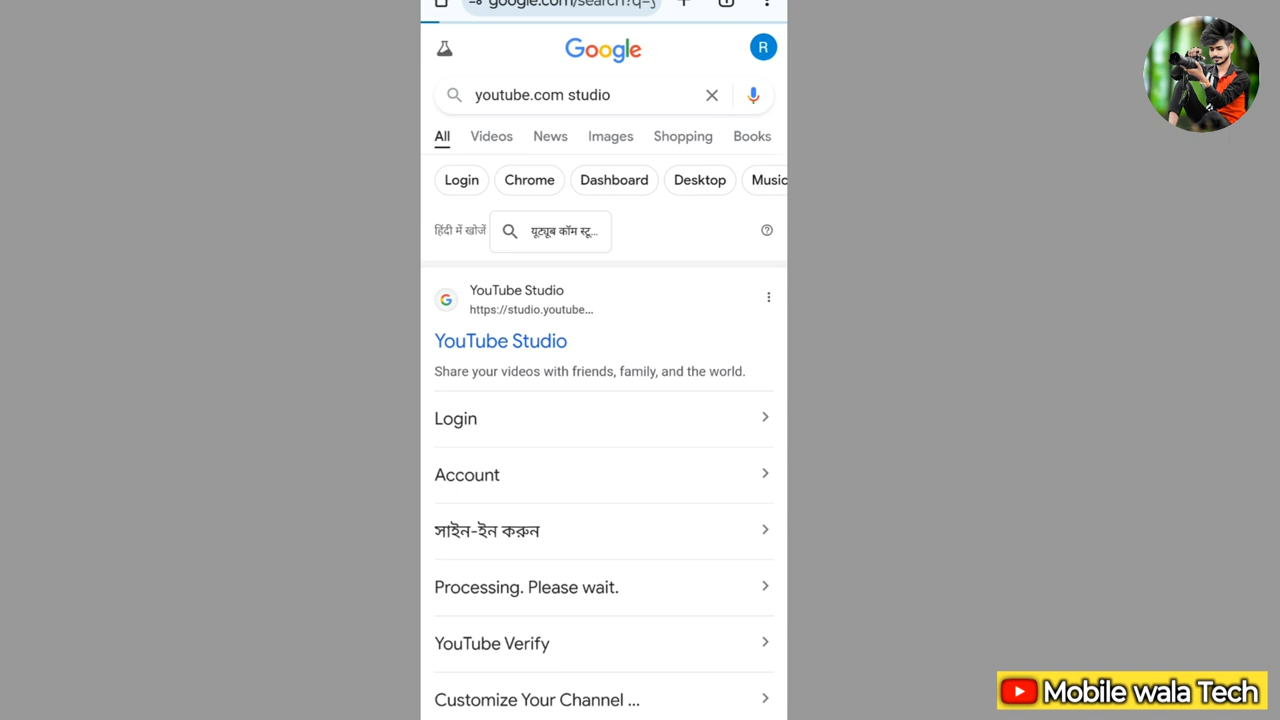 google.com/search?q=y
Google
R
youtube.com studio
All Videos News Images Shopping Books
Login Chrome Dashboard Desktop Music
हिंदी में खोजें यूट्यूब कॉम स्टू...
YouTube Studio
https://studio.youtube...
YouTube Studio
Share your videos with friends, family, and the world.
Login
Account
সাইন-ইন করুন
Processing. Please wait.
YouTube Verify
Customize Your Channel ...
Mobile wala Tech